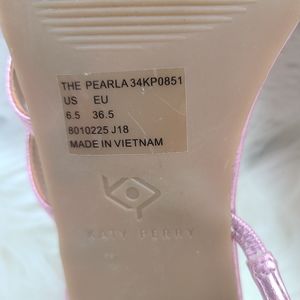 THE PEARLA 34KP0851
US EU
6.5 36.5
8010225 J18
MADE IN VIETNAM
KATY PERRY